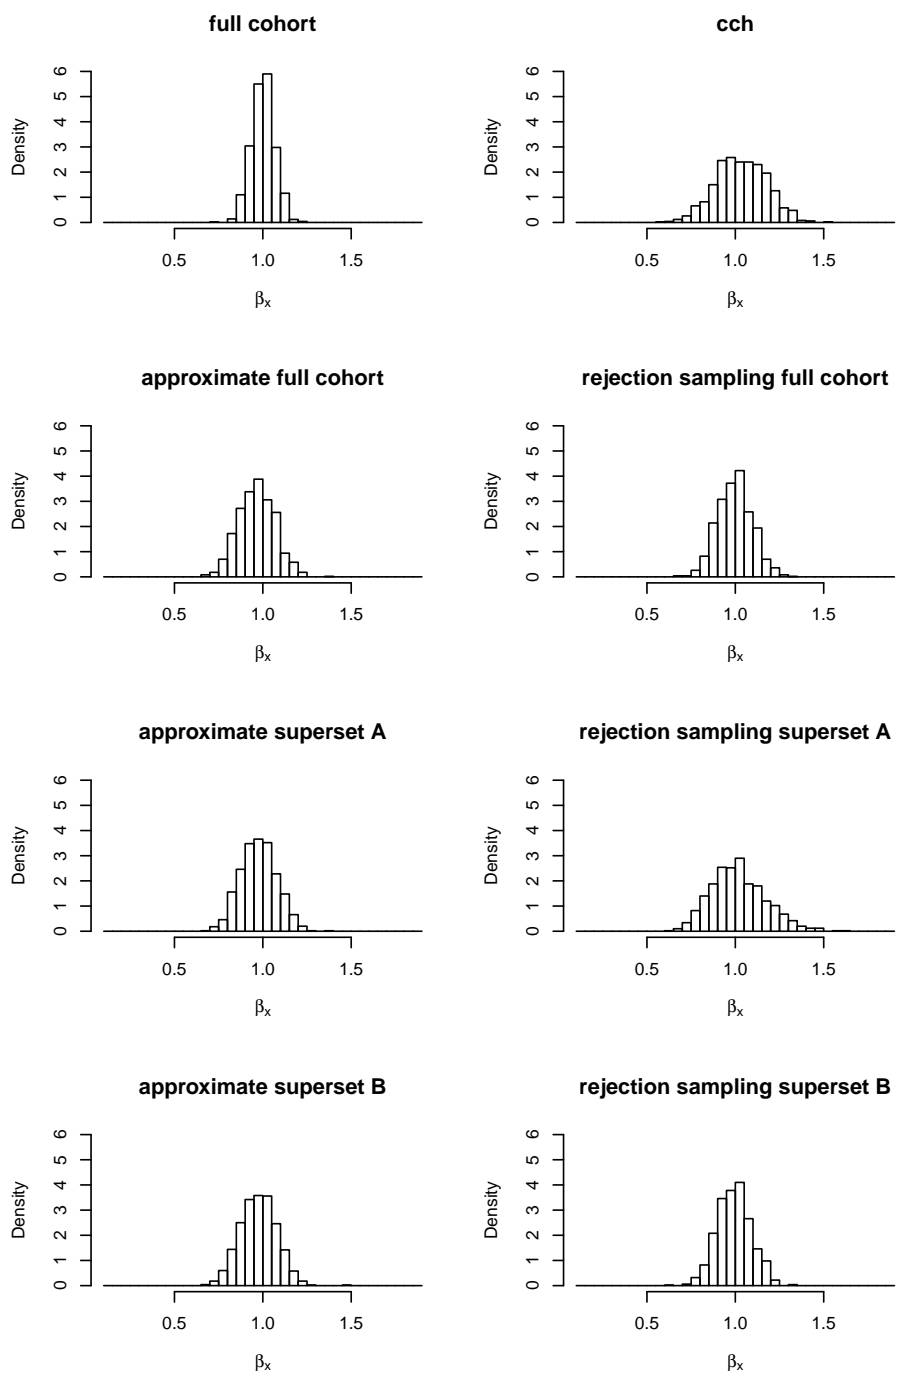 full cohort
Density
0 1 2 3 4 5 6
0.5 1.0 1.5
βx
cch
Density
0 1 2 3 4 5 6
0.5 1.0 1.5
βx
approximate full cohort
Density
0 1 2 3 4 5 6
0.5 1.0 1.5
βx
rejection sampling full cohort
Density
0 1 2 3 4 5 6
0.5 1.0 1.5
βx
approximate superset A
Density
0 1 2 3 4 5 6
0.5 1.0 1.5
βx
rejection sampling superset A
Density
0 1 2 3 4 5 6
0.5 1.0 1.5
βx
approximate superset B
Density
0 1 2 3 4 5 6
0.5 1.0 1.5
βx
rejection sampling superset B
Density
0 1 2 3 4 5 6
0.5 1.0 1.5
βx